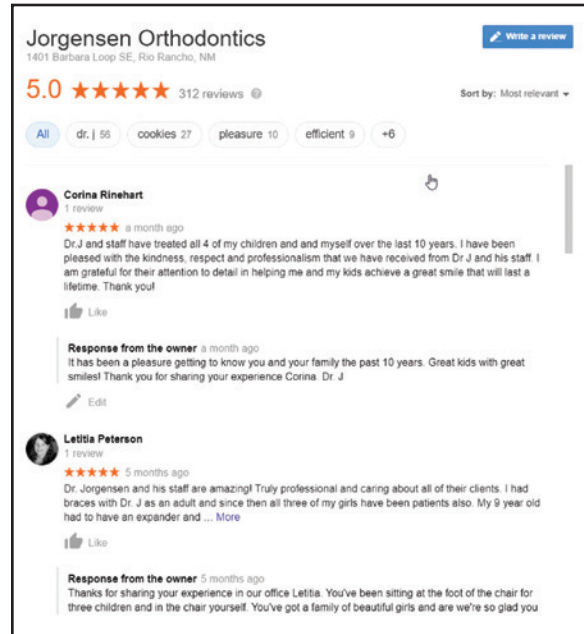 Jorgensen Orthodontics
Write a review
1401 Barbara Loop SE, Rio Rancho, NM
5.0 ★★★★★ 312 reviews
Sort by: Most relevant
All
dr. j 56
cookies 27
pleasure 10
efficient 9
+6
Corina Rinehart
1 review
★★★★★ a month ago
Dr.J and staff have treated all 4 of my children and and myself over the last 10 years. I have been
pleased with the kindness, respect and professionalism that we have received from Dr J and his staff. I
am grateful for their attention to detail in helping me and my kids achieve a great smile that will last a
lifetime. Thank you!
Like
Response from the owner a month ago
It has been a pleasure getting to know you and your family the past 10 years. Great kids with great
smiles! Thank you for sharing your experience Corina. Dr. J
Edit
Letitia Peterson
1 review
★★★★★ 5 months ago
Dr. Jorgensen and his staff are amazing! Truly professional and caring about all of their clients. I had
braces with Dr. J as an adult and since then all three of my girls have been patients also. My 9 year old
had to have an expander and ... More
Like
Response from the owner 5 months ago
Thanks for sharing your experience in our office Letitia. You've been sitting at the foot of the chair for
three children and in the chair yourself. You've got a family of beautiful girls and are we're so glad you